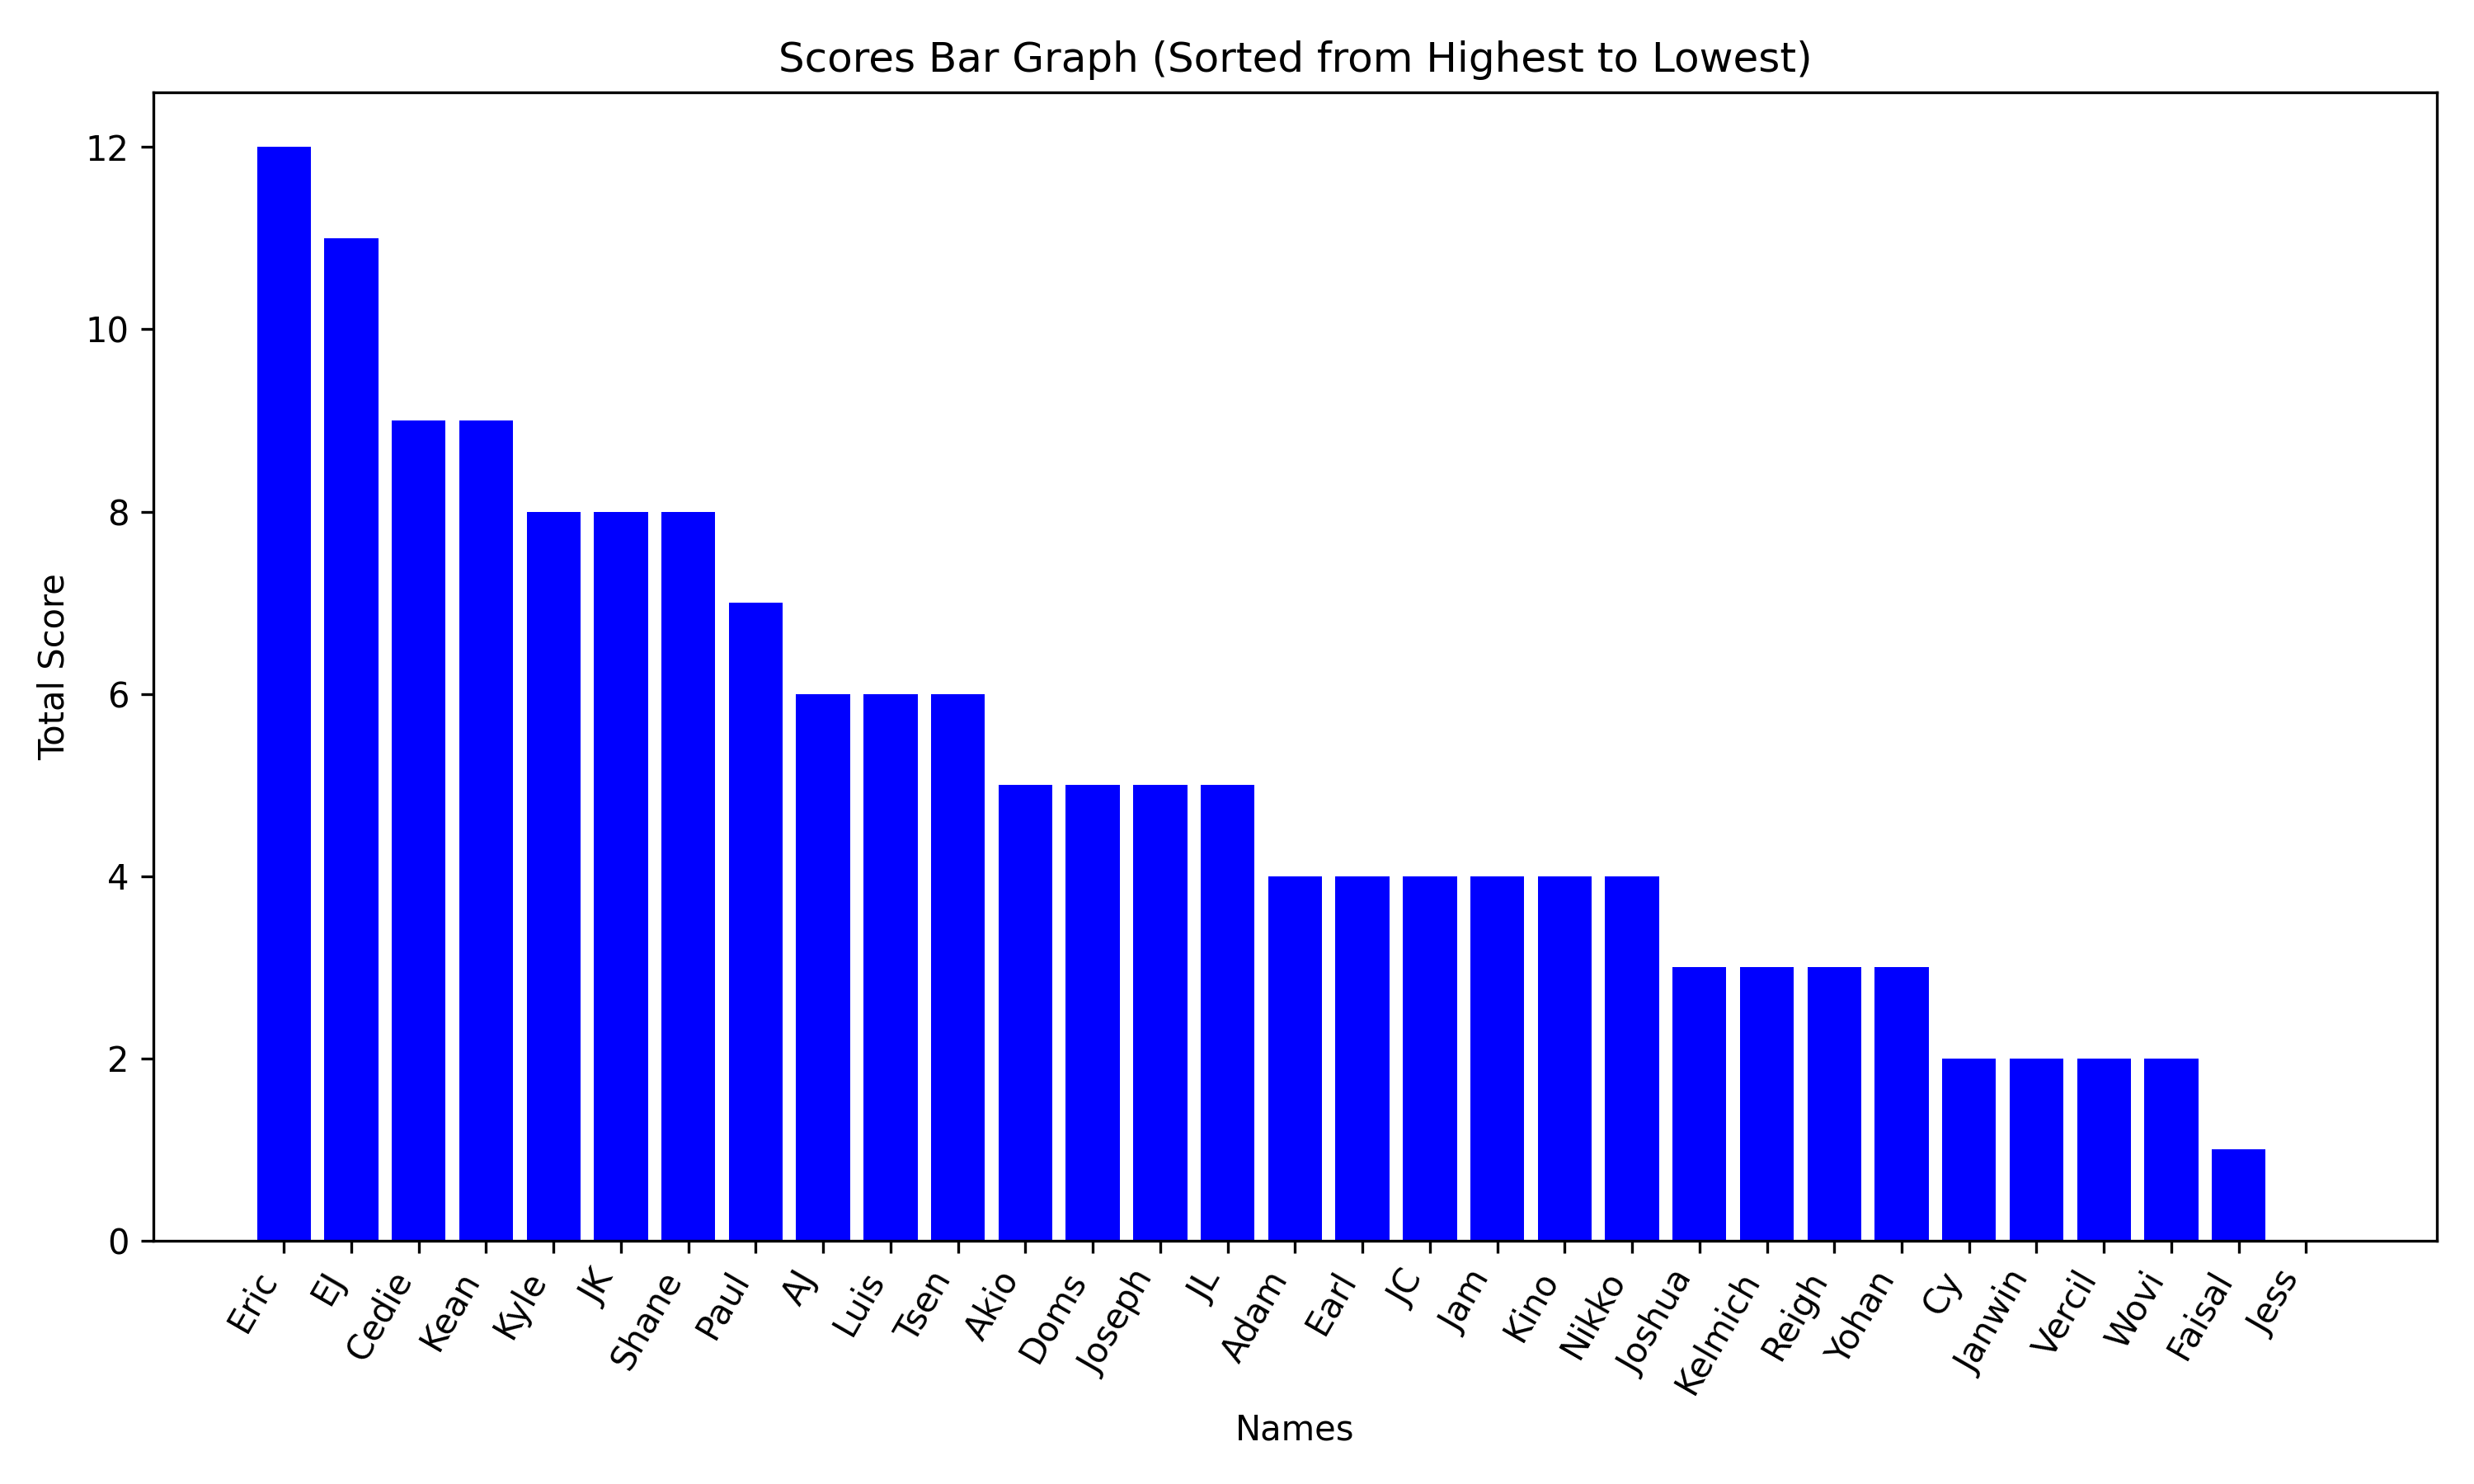 Scores Bar Graph (Sorted from Highest to Lowest)
12
10
8
6
4
2
0
Total Score
Eric
EJ
Cedie
Kean
Kyle
JK
Shane
Paul
AJ
Luis
Tsen
Akio
Doms
Joseph
JL
Adam
Earl
JC
Jam
Kino
Nikko
Joshua
Kelmich
Reigh
Yohan
Cy
Janwin
Vercil
Wovi
Faisal
Jess
Names